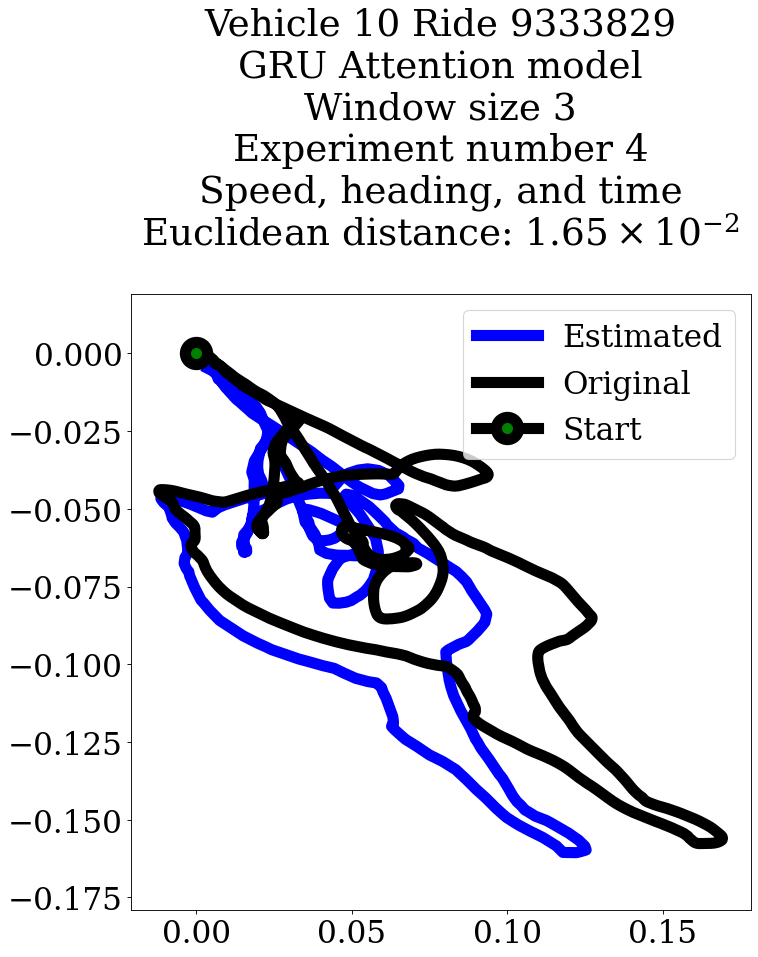 Vehicle 10 Ride 9333829
GRU Attention model
Window size 3
Experiment number 4
Speed, heading, and time
Euclidean distance: 1.65 × 10⁻²
Estimated
Original
Start
0.000
−0.025
−0.050
−0.075
−0.100
−0.125
−0.150
−0.175
0.00 0.05 0.10 0.15